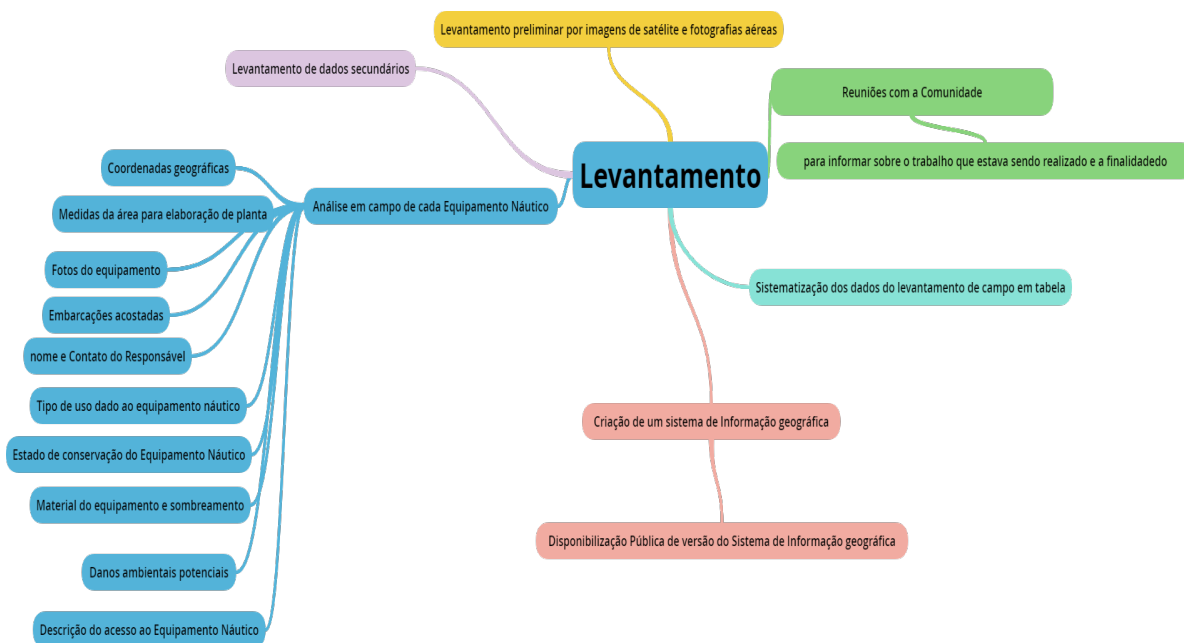 Levantamento preliminar por imagens de satélite e fotografias aéreas
Levantamento de dados secundários
Reuniões com a Comunidade
para informar sobre o trabalho que estava sendo realizado e a finalidadedo
Levantamento
Análise em campo de cada Equipamento Náutico
Coordenadas geográficas
Medidas da área para elaboração de planta
Fotos do equipamento
Embarcações acostadas
nome e Contato do Responsável
Tipo de uso dado ao equipamento náutico
Estado de conservação do Equipamento Náutico
Material do equipamento e sombreamento
Danos ambientais potenciais
Descrição do acesso ao Equipamento Náutico
Sistematização dos dados do levantamento de campo em tabela
Criação de um sistema de Informação geográfica
Disponibilização Pública de versão do Sistema de Informação geográfica